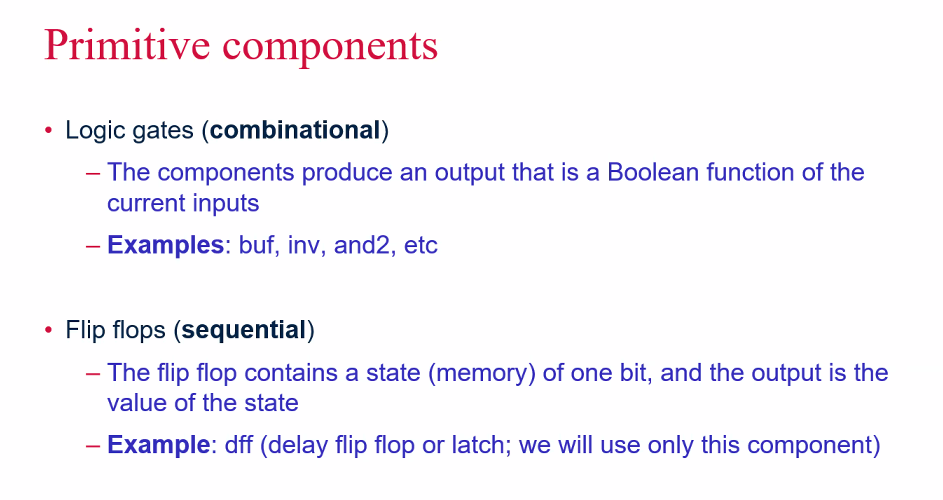 Primitive components
• Logic gates (combinational)
– The components produce an output that is a Boolean function of the
current inputs
– Examples: buf, inv, and2, etc
• Flip flops (sequential)
– The flip flop contains a state (memory) of one bit, and the output is the
value of the state
– Example: dff (delay flip flop or latch; we will use only this component)